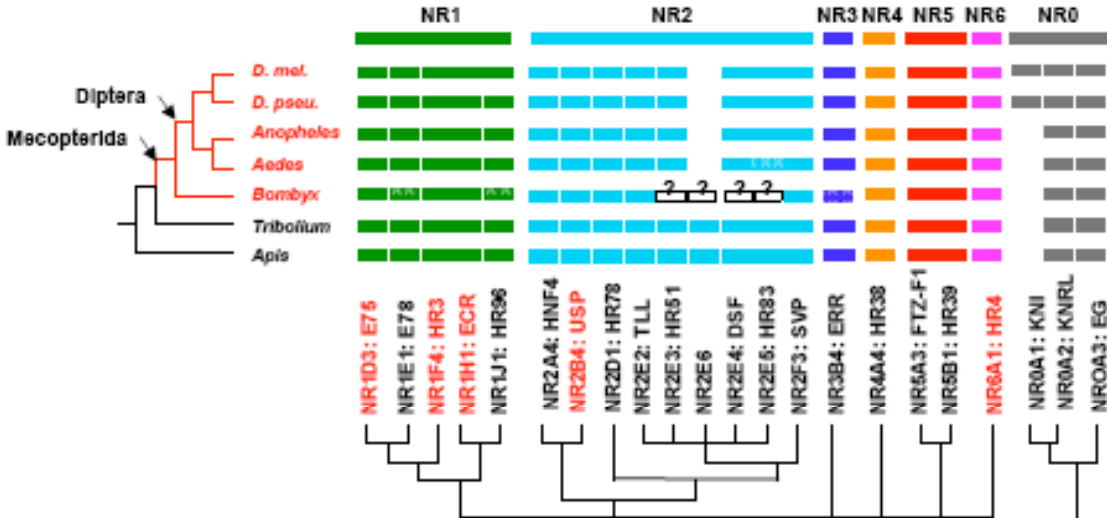 NR1 NR2 NR3 NR4 NR5 NR6 NR0
D. mel.
Diptera
D. pseu.
Mecopterida
Anopheles
Aedes
Bombyx
? ? ? ?
Tribolium
Apis
NR1D3: E75
NR1E1: E78
NR1F4: HR3
NR1H1: ECR
NR1J1: HR96
NR2A4: HNF4
NR2B4: USP
NR2D1: HR78
NR2E2: TLL
NR2E3: HR51
NR2E6
NR2E4: DSF
NR2E5: HR83
NR2F3: SVP
NR3B4: ERR
NR4A4: HR38
NR5A3: FTZ-F1
NR5B1: HR39
NR6A1: HR4
NR0A1: KNI
NR0A2: KNRL
NROA3: EG